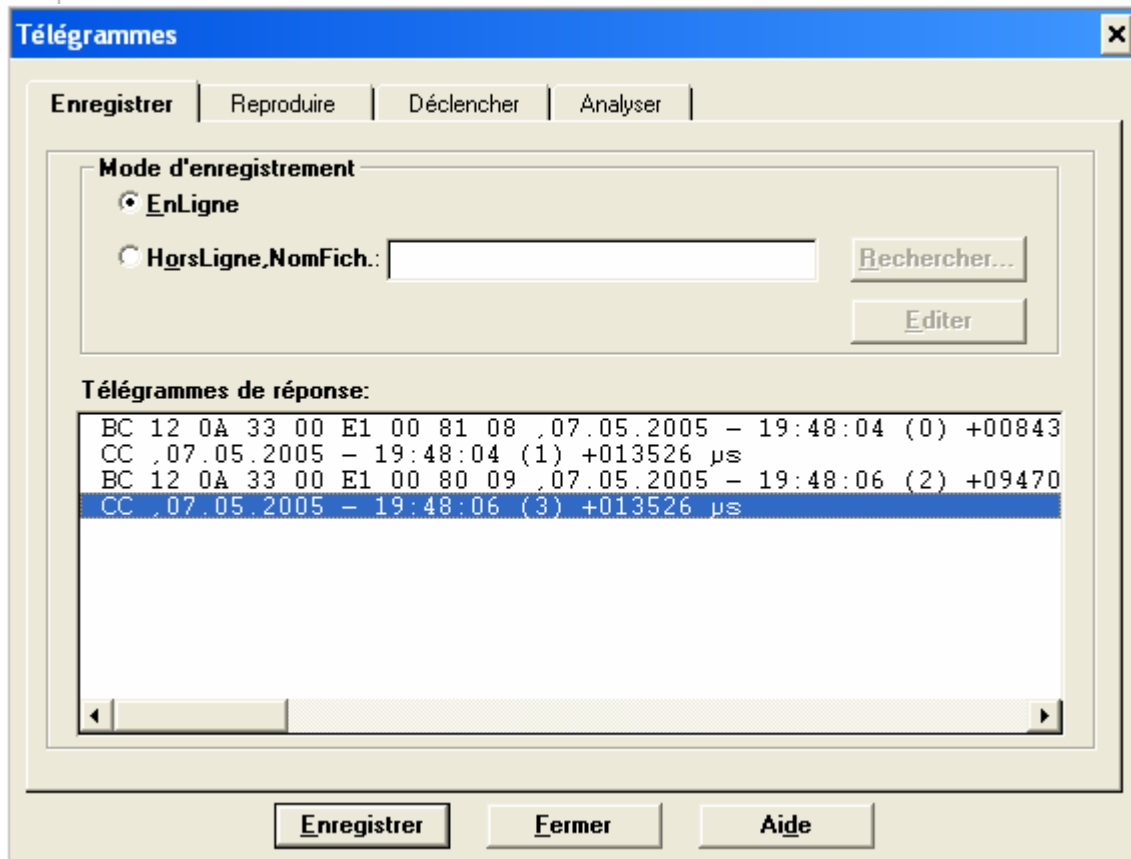 Télégrammes
Enregistrer Reproduire Déclencher Analyser
Mode d'enregistrement
EnLigne
HorsLigne,NomFich.: Rechercher...
Editer
Télégrammes de réponse:
BC 12 0A 33 00 E1 00 81 08 ,07.05.2005 - 19:48:04 (0) +00843
CC ,07.05.2005 - 19:48:04 (1) +013526 µs
BC 12 0A 33 00 E1 00 80 09 ,07.05.2005 - 19:48:06 (2) +09470
CC ,07.05.2005 - 19:48:06 (3) +013526 µs
Enregistrer Fermer Aide